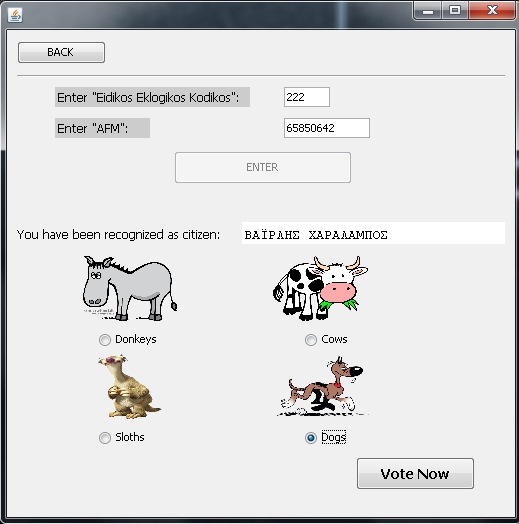 BACK
Enter "Eidikos Eklogikos Kodikos": 222
Enter "AFM": 65850642
ENTER
You have been recognized as citizen: ΒΑΪΡΛΗΣ ΧΑΡΑΛΑΜΠΟΣ
Donkeys Cows
Sloths Dogs
Vote Now